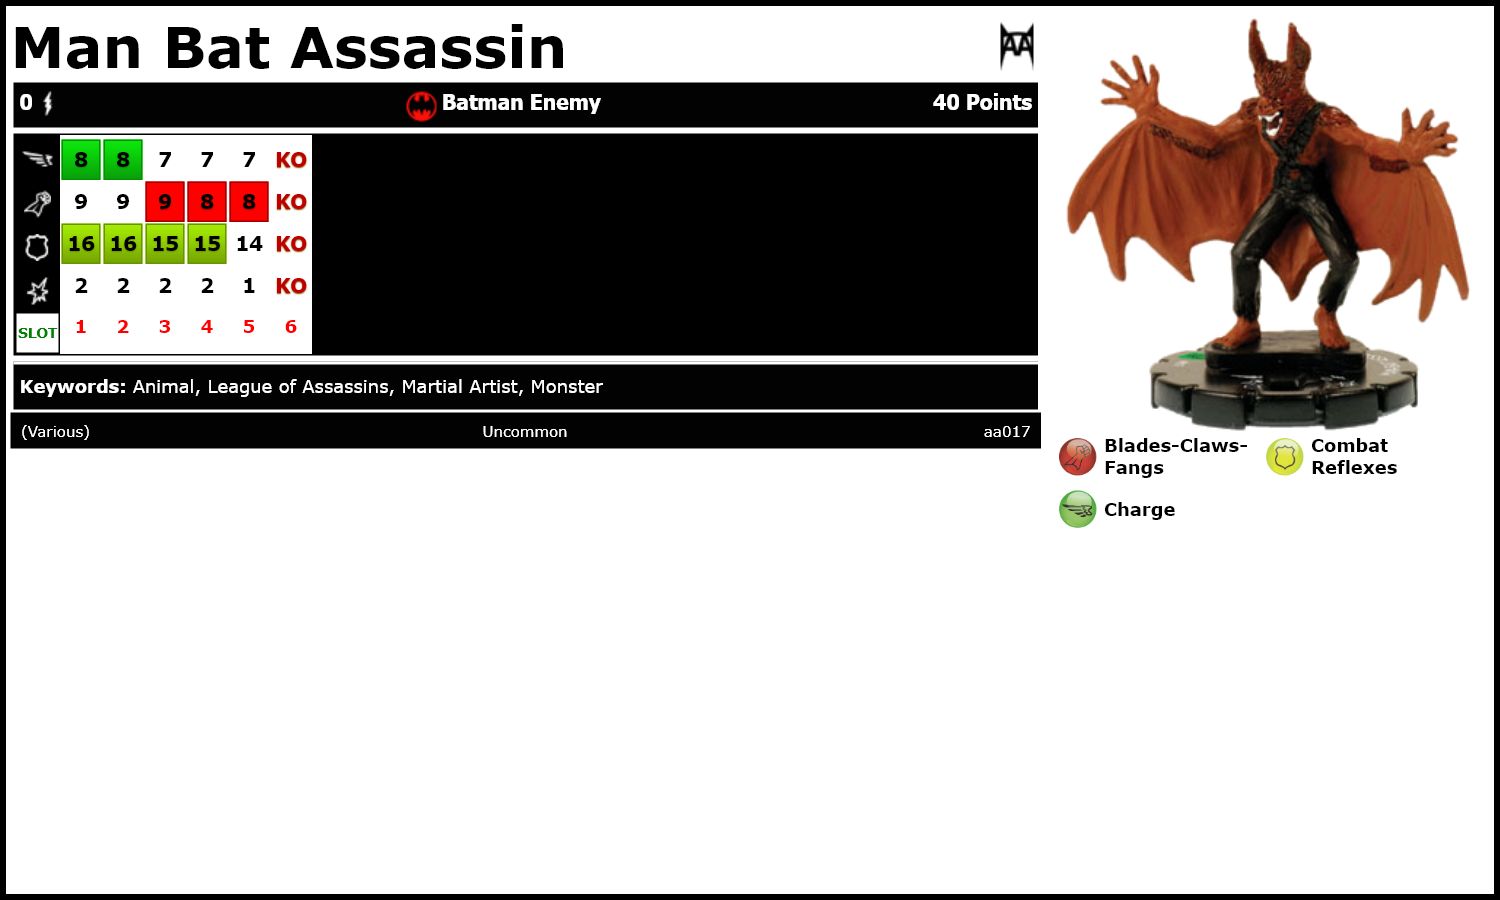 Man Bat Assassin
0 Batman Enemy 40 Points
8 8 7 7 7 KO
9 9 9 8 8 KO
16 16 15 15 14 KO
2 2 2 2 1 KO
SLOT 1 2 3 4 5 6
Keywords: Animal, League of Assassins, Martial Artist, Monster
(Various) Uncommon aa017
Blades-Claws-
Fangs
Combat
Reflexes
Charge